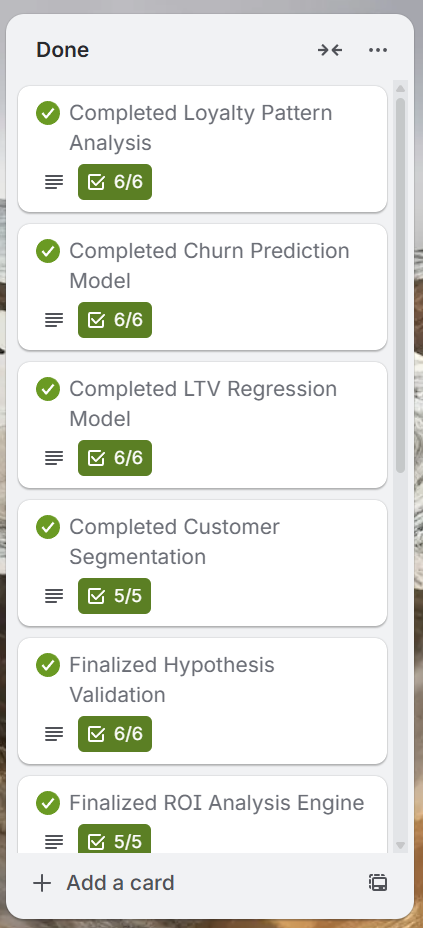 Done
Completed Loyalty Pattern
Analysis
6/6
Completed Churn Prediction
Model
6/6
Completed LTV Regression
Model
6/6
Completed Customer
Segmentation
5/5
Finalized Hypothesis
Validation
6/6
Finalized ROI Analysis Engine
5/5
Add a card